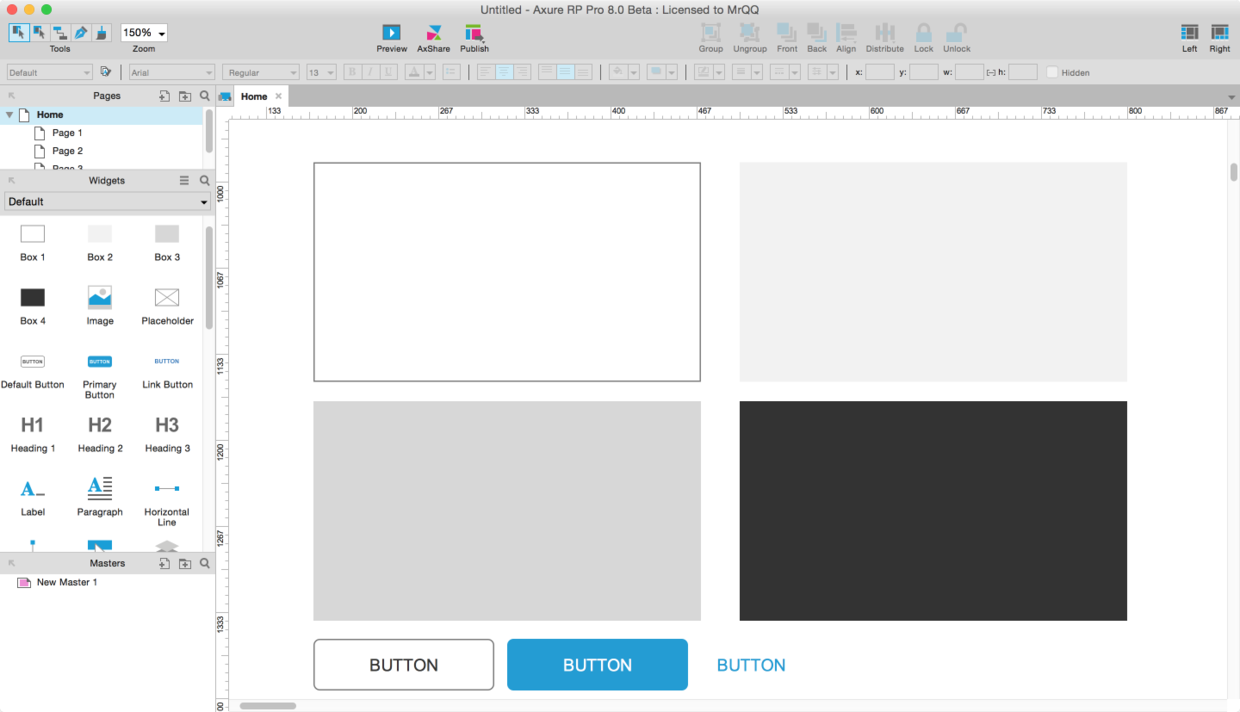 Untitled - Axure RP Pro 8.0 Beta : Licensed to MrQQ
150%
Tools
Zoom
Preview
AxShare
Publish
Group
Ungroup
Front
Back
Align
Distribute
Lock
Unlock
Left
Right
Default
Arial
Regular
13
B
I
U
A
x:
y:
w:
h:
Hidden
Pages
Home
133
200
267
333
400
467
533
600
667
733
800
867
Home
Page 1
Page 2
Page 3
Widgets
Default
Box 1
Box 2
Box 3
Box 4
Image
Placeholder
BUTTON
BUTTON
BUTTON
Default Button
Primary
Button
Link Button
H1
H2
H3
Heading 1
Heading 2
Heading 3
A
A
Label
Paragraph
Horizontal
Line
Masters
New Master 1
1000
1067
1133
1200
1267
1333
00
BUTTON
BUTTON
BUTTON